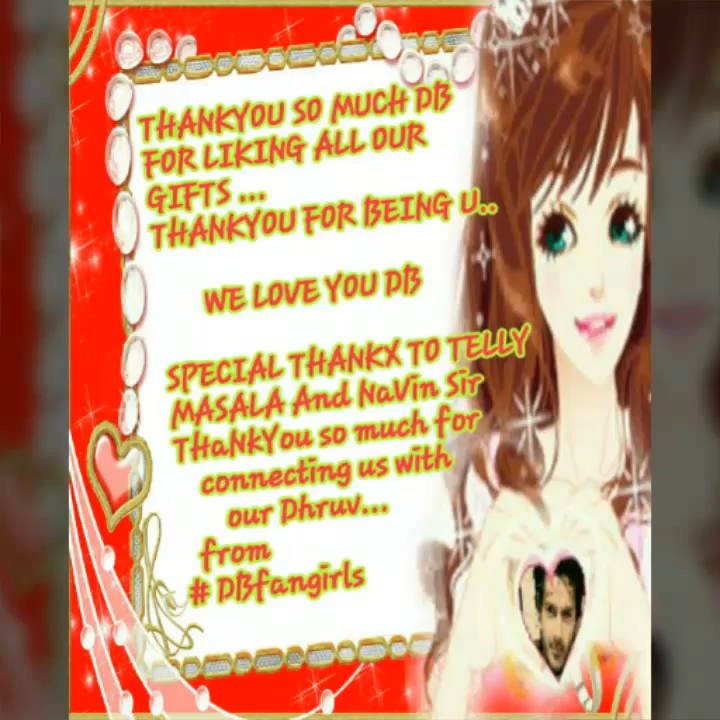 THANKYOU SO MUCH DB
FOR LIKING ALL OUR
GIFTS ...
THANKYOU FOR BEING U..
WE LOVE YOU DB
SPECIAL THANKX TO TELLY
MASALA And NaVin Sir
THaNkYou so much for
connecting us with
our Dhruv...
from
# DBfangirls